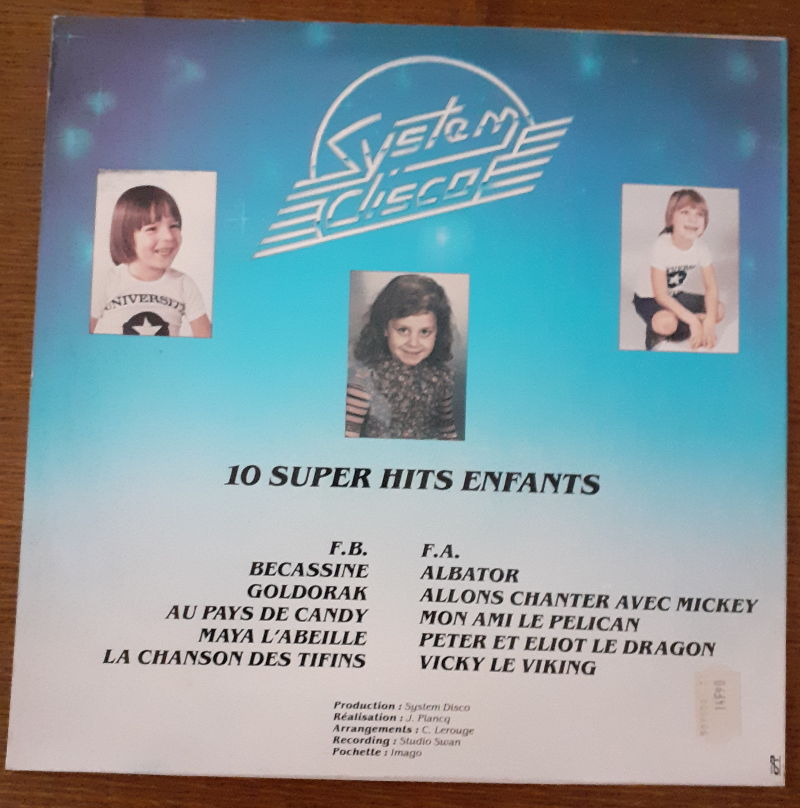 System
disco
UNIVERSITY
10 SUPER HITS ENFANTS
F.B.
BECASSINE
GOLDORAK
AU PAYS DE CANDY
MAYA L'ABEILLE
LA CHANSON DES TIFINS
F.A.
ALBATOR
ALLONS CHANTER AVEC MICKEY
MON AMI LE PELICAN
PETER ET ELIOT LE DRAGON
VICKY LE VIKING
Production : System Disco
Réalisation : J. Plancq
Arrangements : C. Lerouge
Recording : Studio Swan
Pochette : Imago
14F90